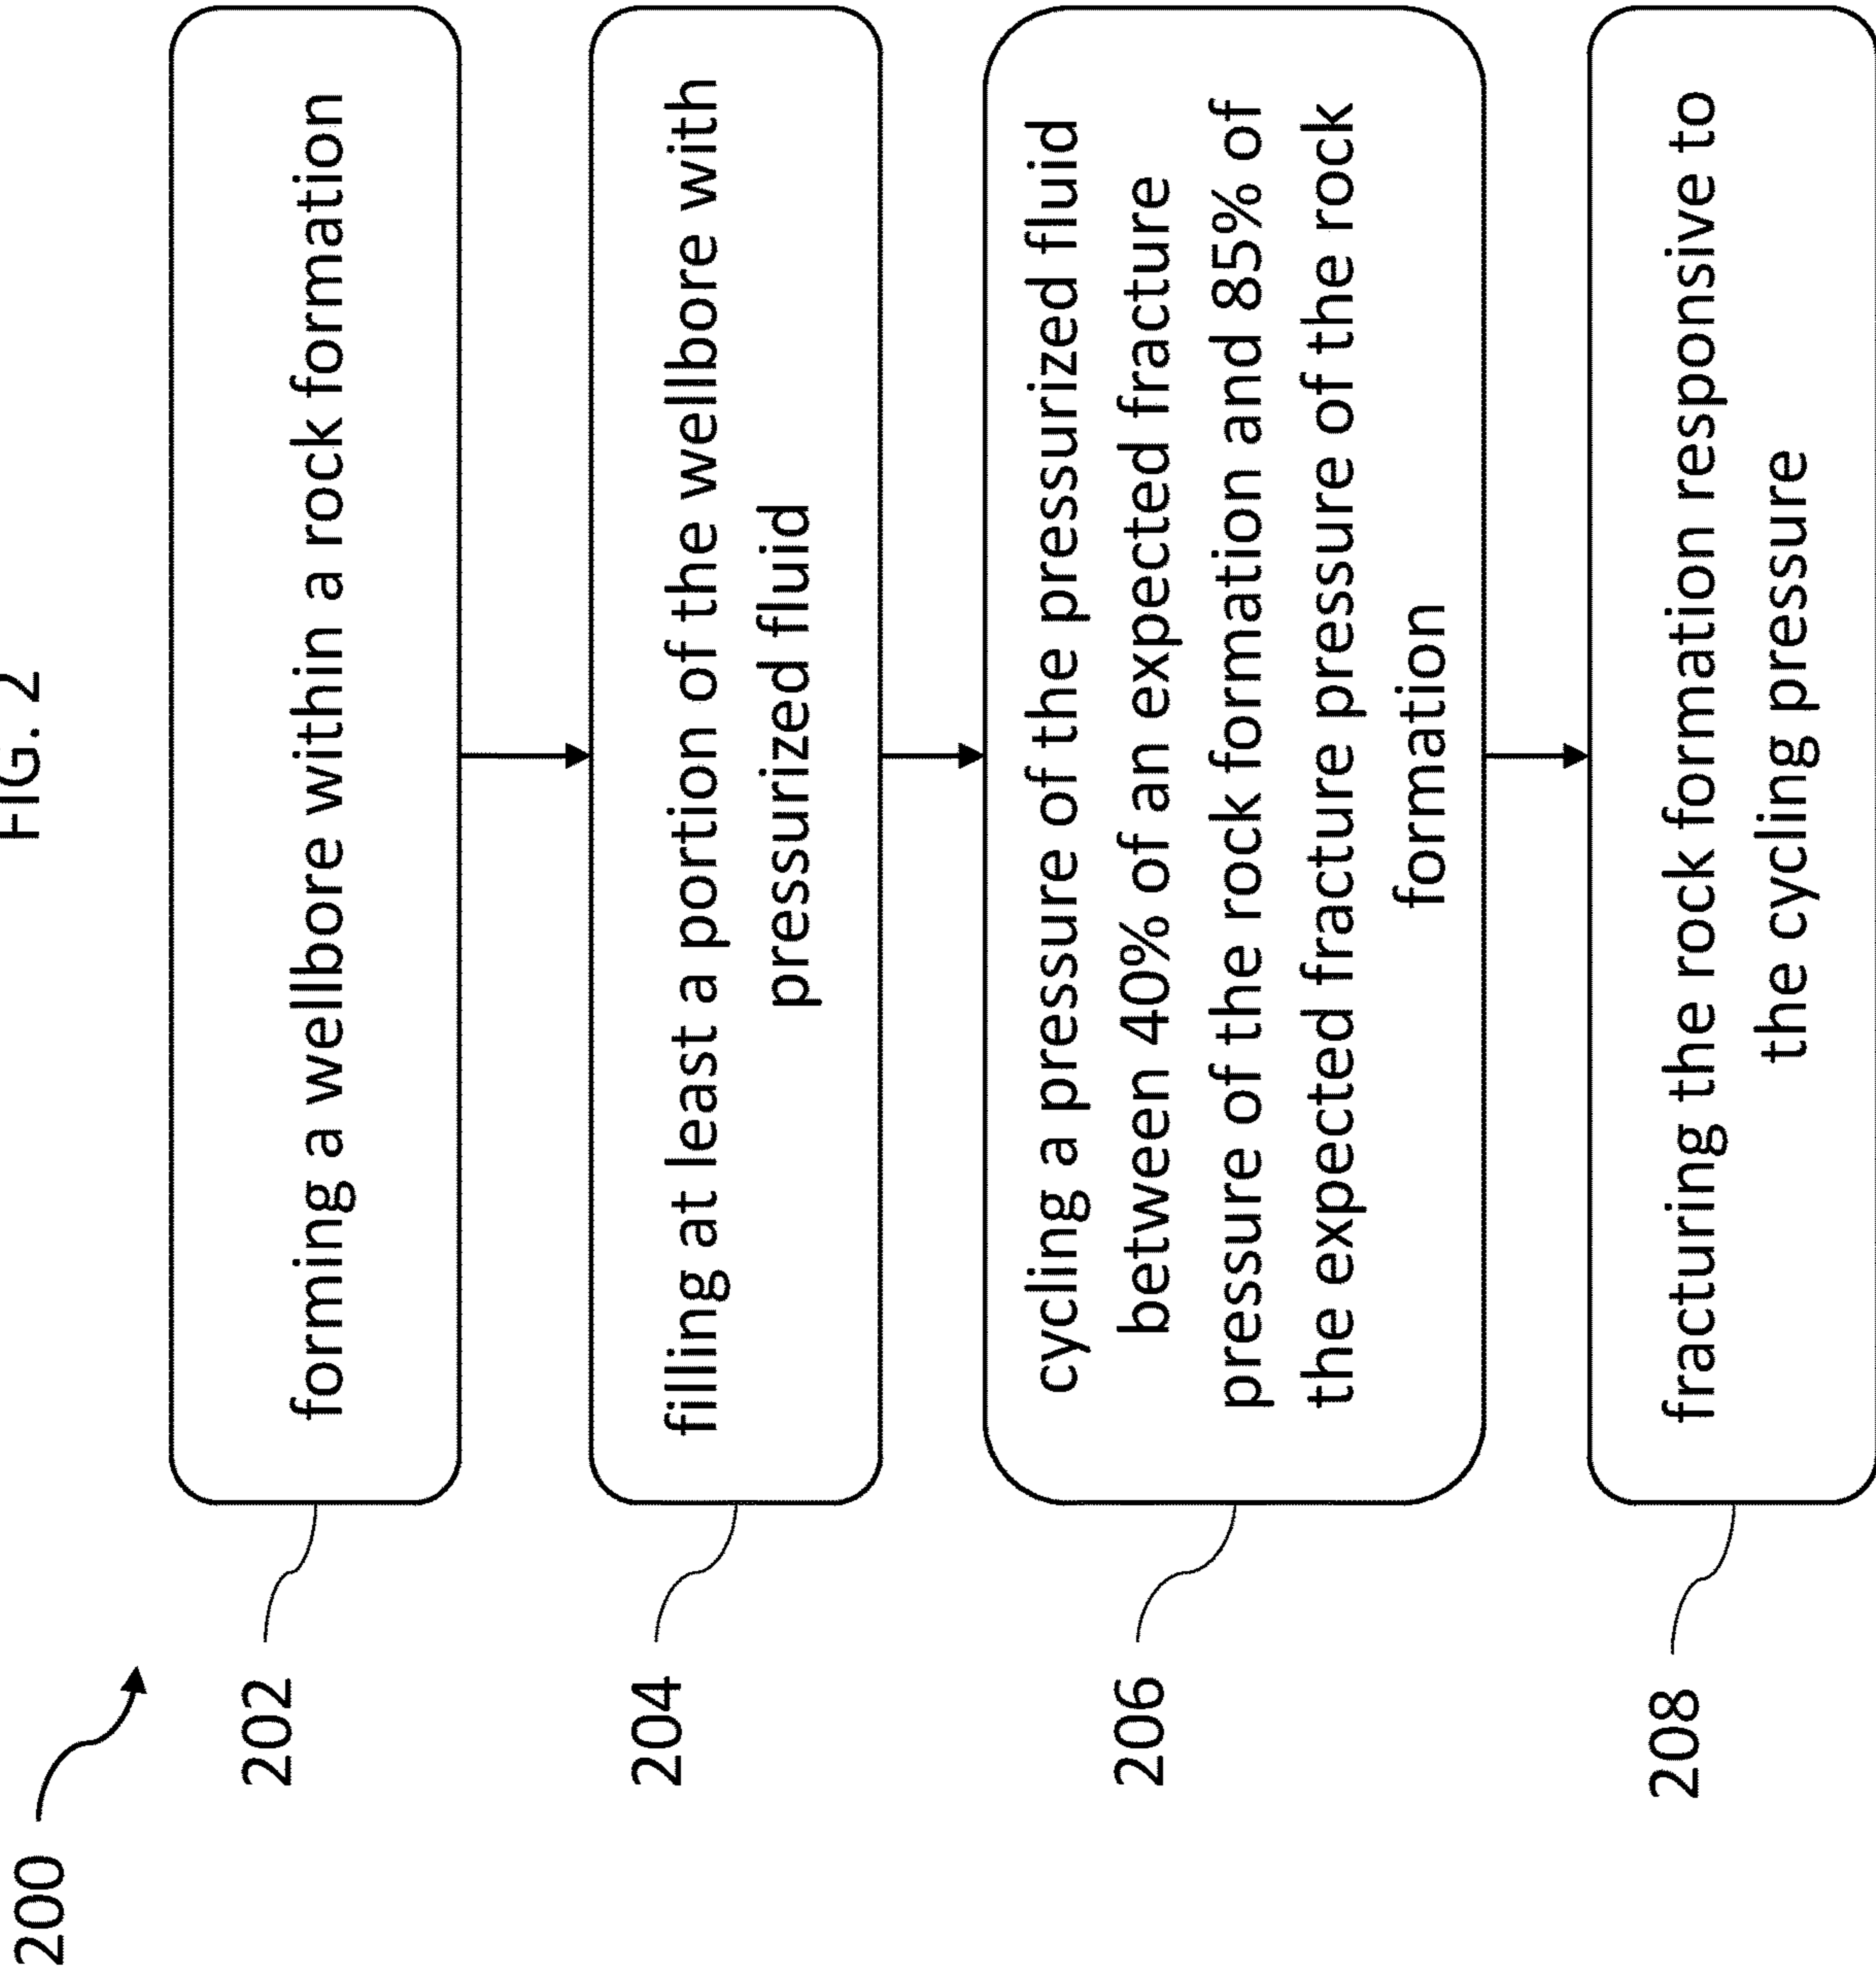 FIG. 2
200
202
forming a wellbore within a rock formation
204
filling at least a portion of the wellbore with
pressurized fluid
206
cycling a pressure of the pressurized fluid
between 40% of an expected fracture
pressure of the rock formation and 85% of
the expected fracture pressure of the rock
formation
208
fracturing the rock formation responsive to
the cycling pressure